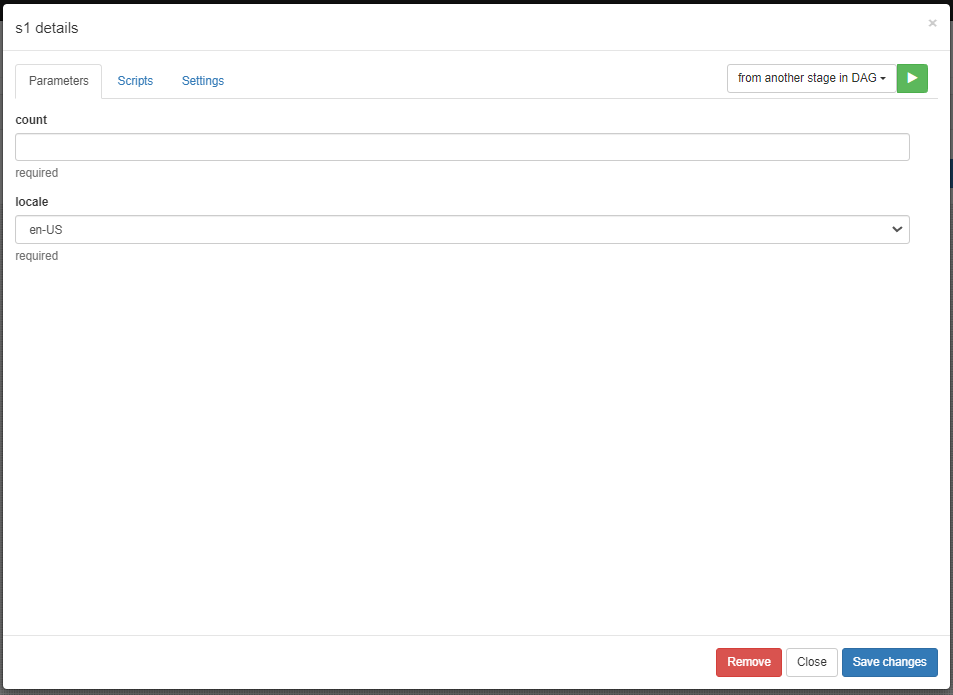 s1 details
×
Parameters Scripts Settings from another stage in DAG
count
required
locale
en-US
required
Remove Close Save changes